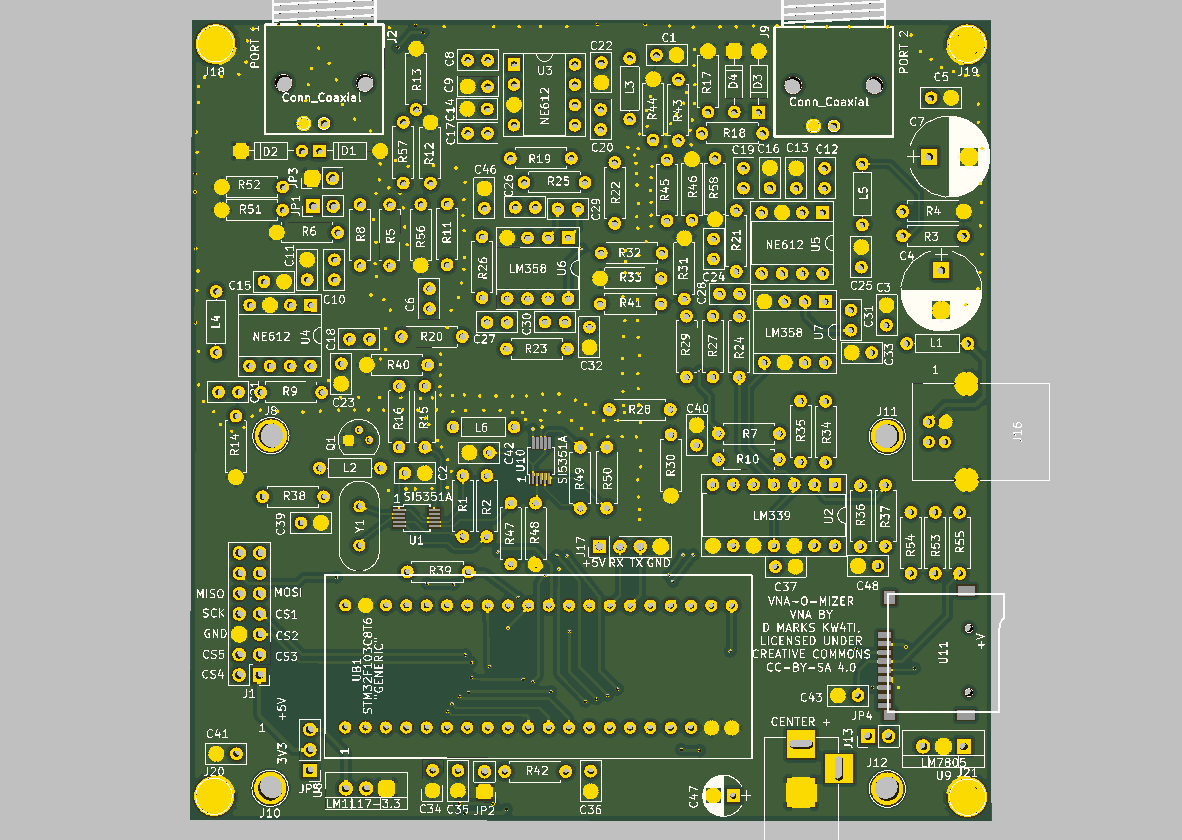 PORT 1
J2
J9
PORT 2
J18
J19
Conn_Coaxial
Conn_Coaxial
C8
C9
C14
C17
U3
NE612
C22
C20
L3
C1
R44
R43
R17
D4
D3
R18
C5
C7
R13
R57
R12
D2
D1
JP3
JP1
R52
R51
R6
R8
R5
R56
R11
C46
R19
R25
C26
C29
R22
R45
R46
R58
C19
C16
C13
C12
L5
R4
R3
C4
NE612
U5
R21
R31
R32
R33
R41
R26
LM358
U6
C11
C15
C10
C6
L4
NE612
U4
C18
R20
C27
C30
R23
C32
C28
C24
C25
LM358
U7
C31
C3
C33
L1
R29
R27
R24
R9
C23
R40
R16
R15
J8
R14
Q1
L2
L6
C42
C2
U10
SI5351A
1
R28
C40
R30
R7
R10
R35
R34
J11
1
J16
R38
C39
Y1
1
SI5351A
U1
R1
R2
R47
R48
R49
R50
J17
+5V RX TX GND
LM339
U2
R36
R37
R54
R53
R55
C37
C48
R39
MISO
MOSI
SCK
CS1
GND
CS2
CS5
CS3
CS4
J1
UB1
STM32F103C8T6
"GENERIC"
1
VNA-O-MIZER
VNA BY
D MARKS KW4TI,
LICENSED UNDER
CREATIVE COMMONS
CC-BY-SA 4.0
U11
+V
C43
JP4
CENTER +
J13
J12
LM7805
U9
J21
+5V
1
3V3
C41
J20
J10
U8
LM1117-3.3
C34
C35
JP2
R42
C36
C47